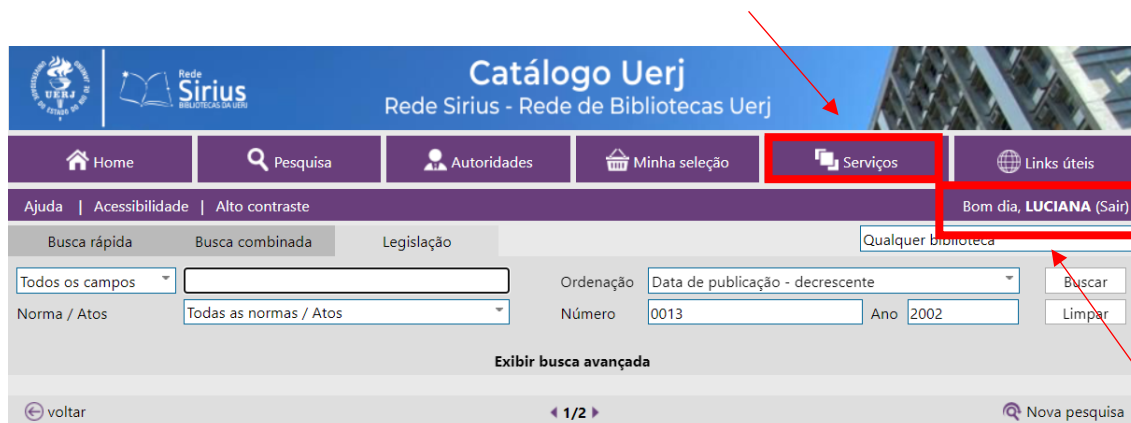 UERJ
Rede
Sirius
BIBLIOTECAS DA UERJ
Catálogo Uerj
Rede Sirius - Rede de Bibliotecas Uerj
Home Pesquisa Autoridades Minha seleção Serviços Links úteis
Ajuda | Acessibilidade | Alto contraste Bom dia, LUCIANA (Sair)
Busca rápida Busca combinada Legislação Qualquer biblioteca
Todos os campos Ordenação Data de publicação - decrescente Buscar
Norma / Atos Todas as normas / Atos Número 0013 Ano 2002 Limpar
Exibir busca avançada
voltar 1/2 Nova pesquisa